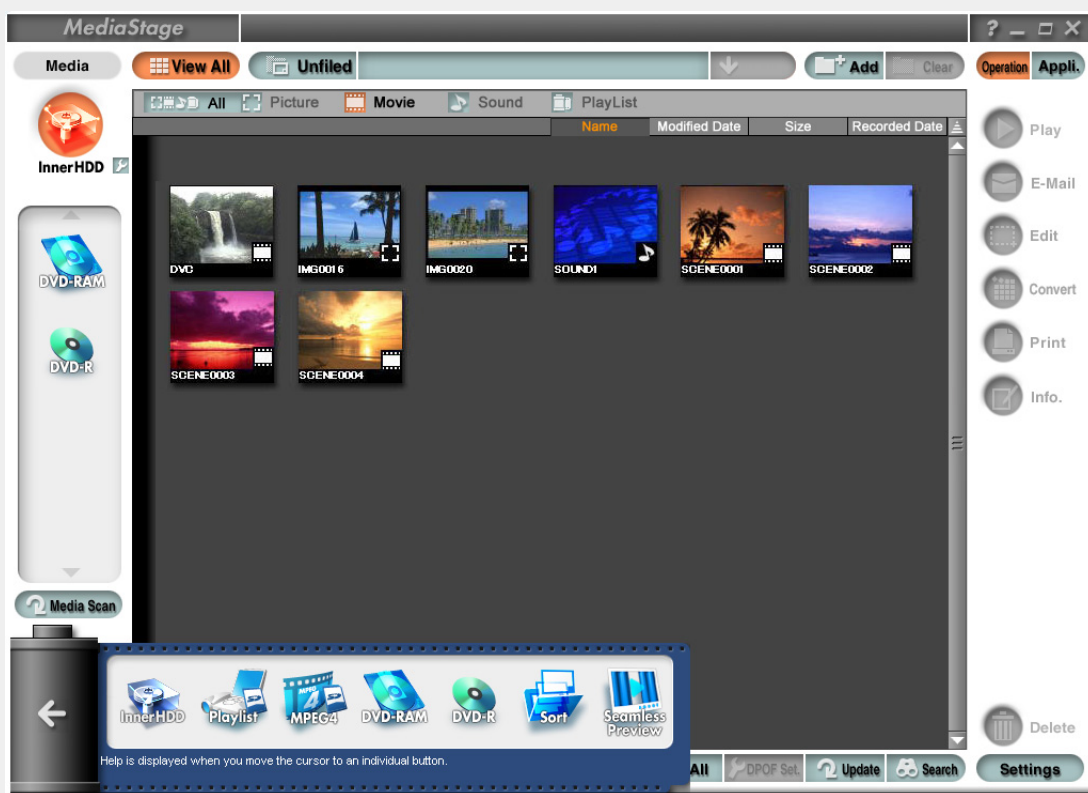 MediaStage
? 
Media
View All
Unfiled
Add
Clear
Operation
Appli.
All
Picture
Movie
Sound
PlayList
Name
Modified Date
Size
Recorded Date
InnerHDD
DVD-RAM
DVD-R
Media Scan
DVC
IMG0016
IMG0020
SOUND1
SCENE0001
SCENE0002
SCENE0003
SCENE0004
Play
E-Mail
Edit
Convert
Print
Info.
Delete
InnerHDD
Playlist
MPEG
4
MPEG4
DVD-RAM
DVD-R
Sort
Seamless
Preview
Help is displayed when you move the cursor to an individual button.
All
DPOF Set.
Update
Search
Settings